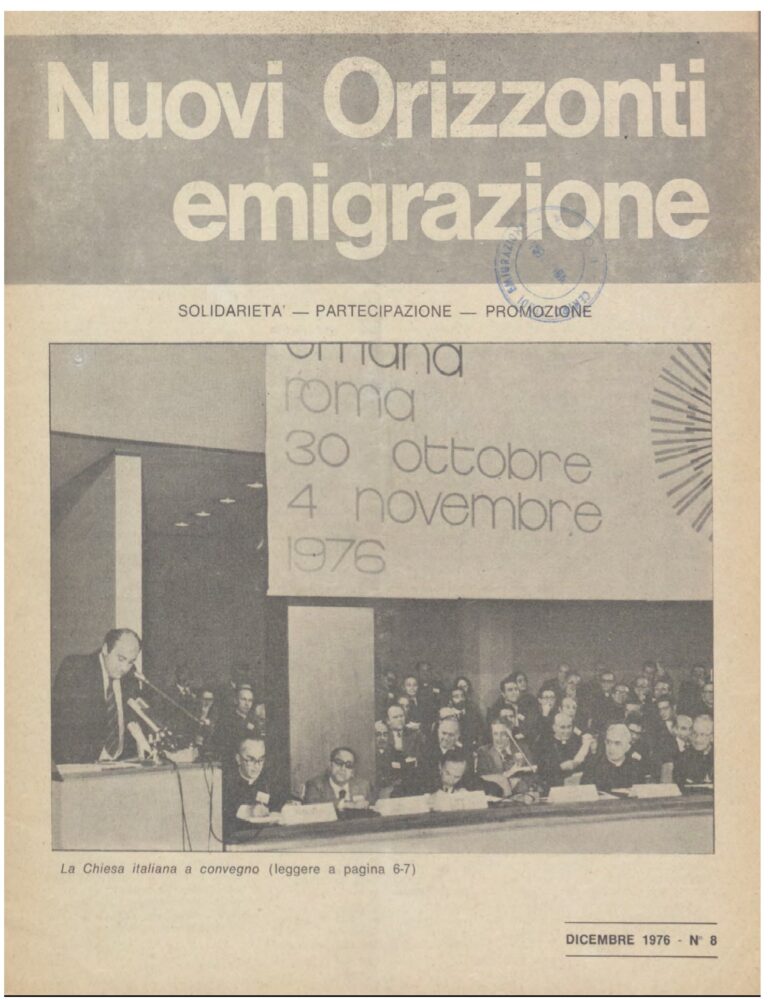 Nuovi Orizzonti
emigrazione
SOLIDARIETA' — PARTECIPAZIONE — PROMOZIONE
roma
30 ottobre
4 novembre
1976
La Chiesa italiana a convegno (leggere a pagina 6-7)
DICEMBRE 1976 - N° 8